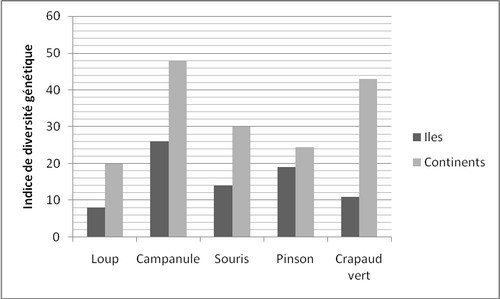 60
50
40
30
20
10
0
Indice de diversité génétique
Loup Campanule Souris Pinson Crapaud
vert
Iles
Continents